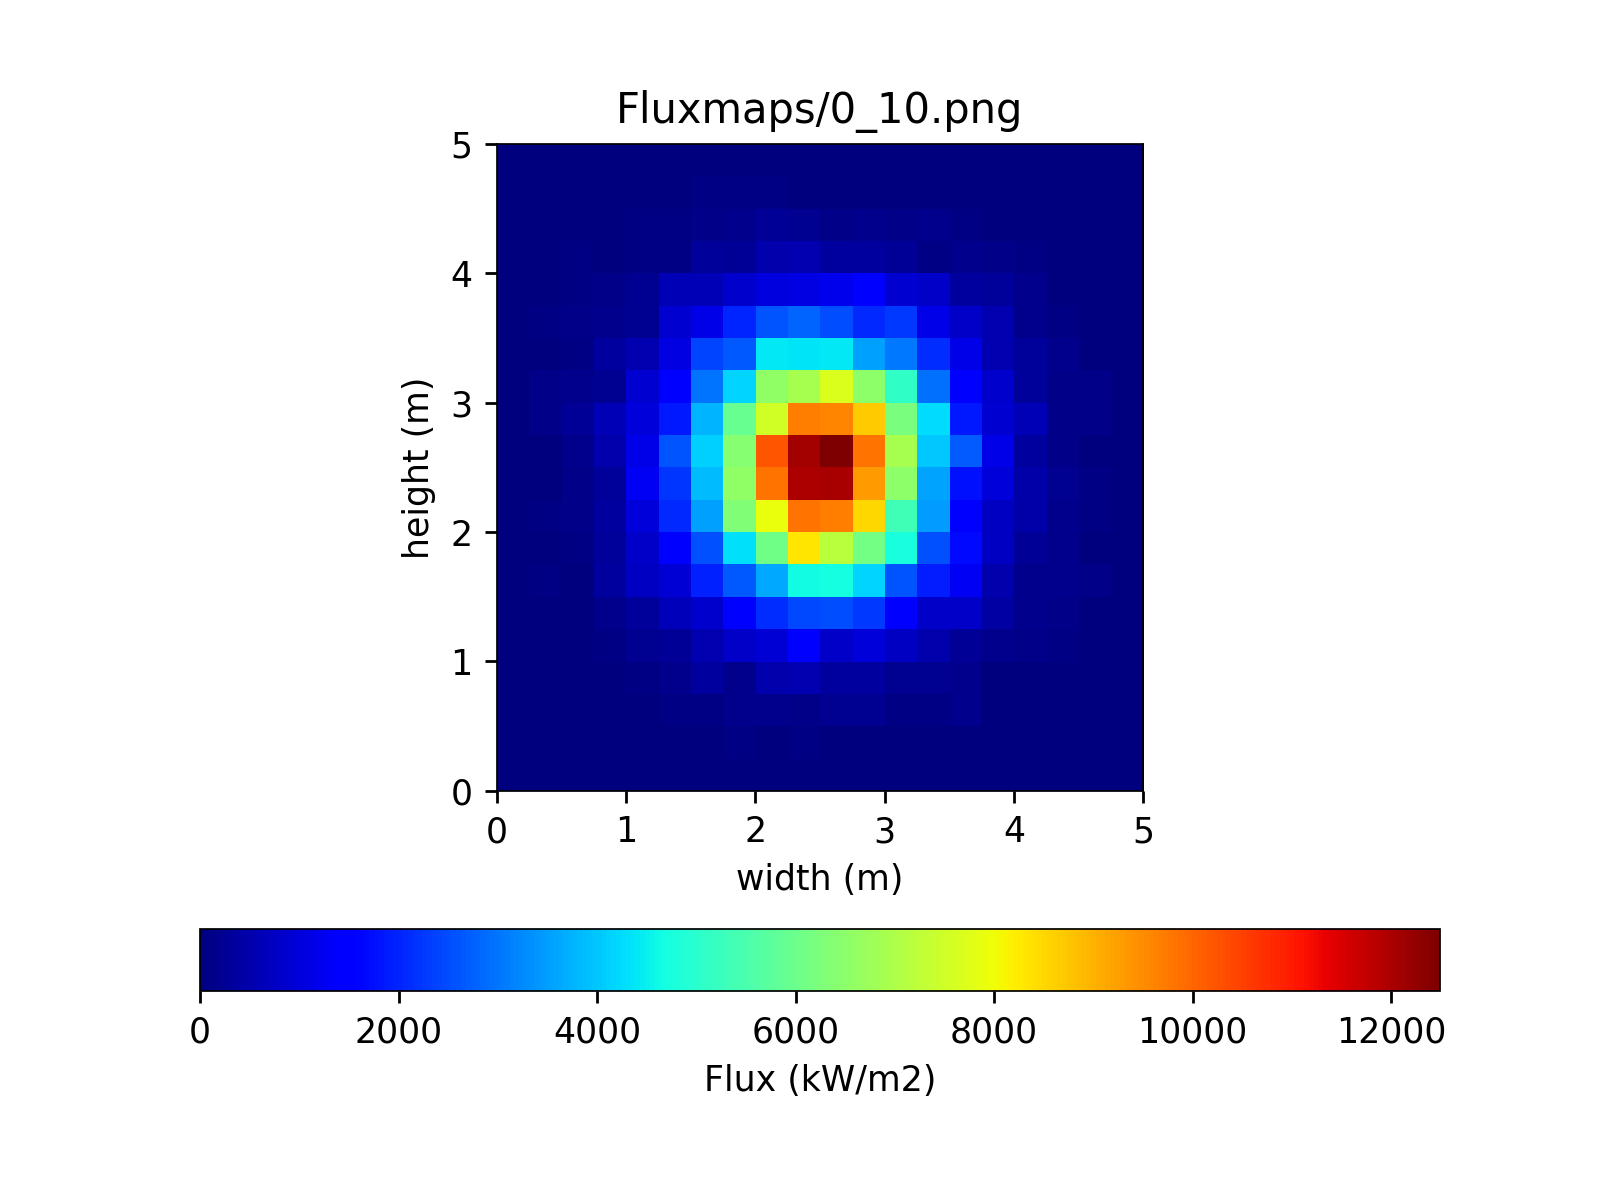 Fluxmaps/0_10.png
5
4
3
2
1
0
height (m)
0 1 2 3 4 5
width (m)
0 2000 4000 6000 8000 10000 12000
Flux (kW/m2)